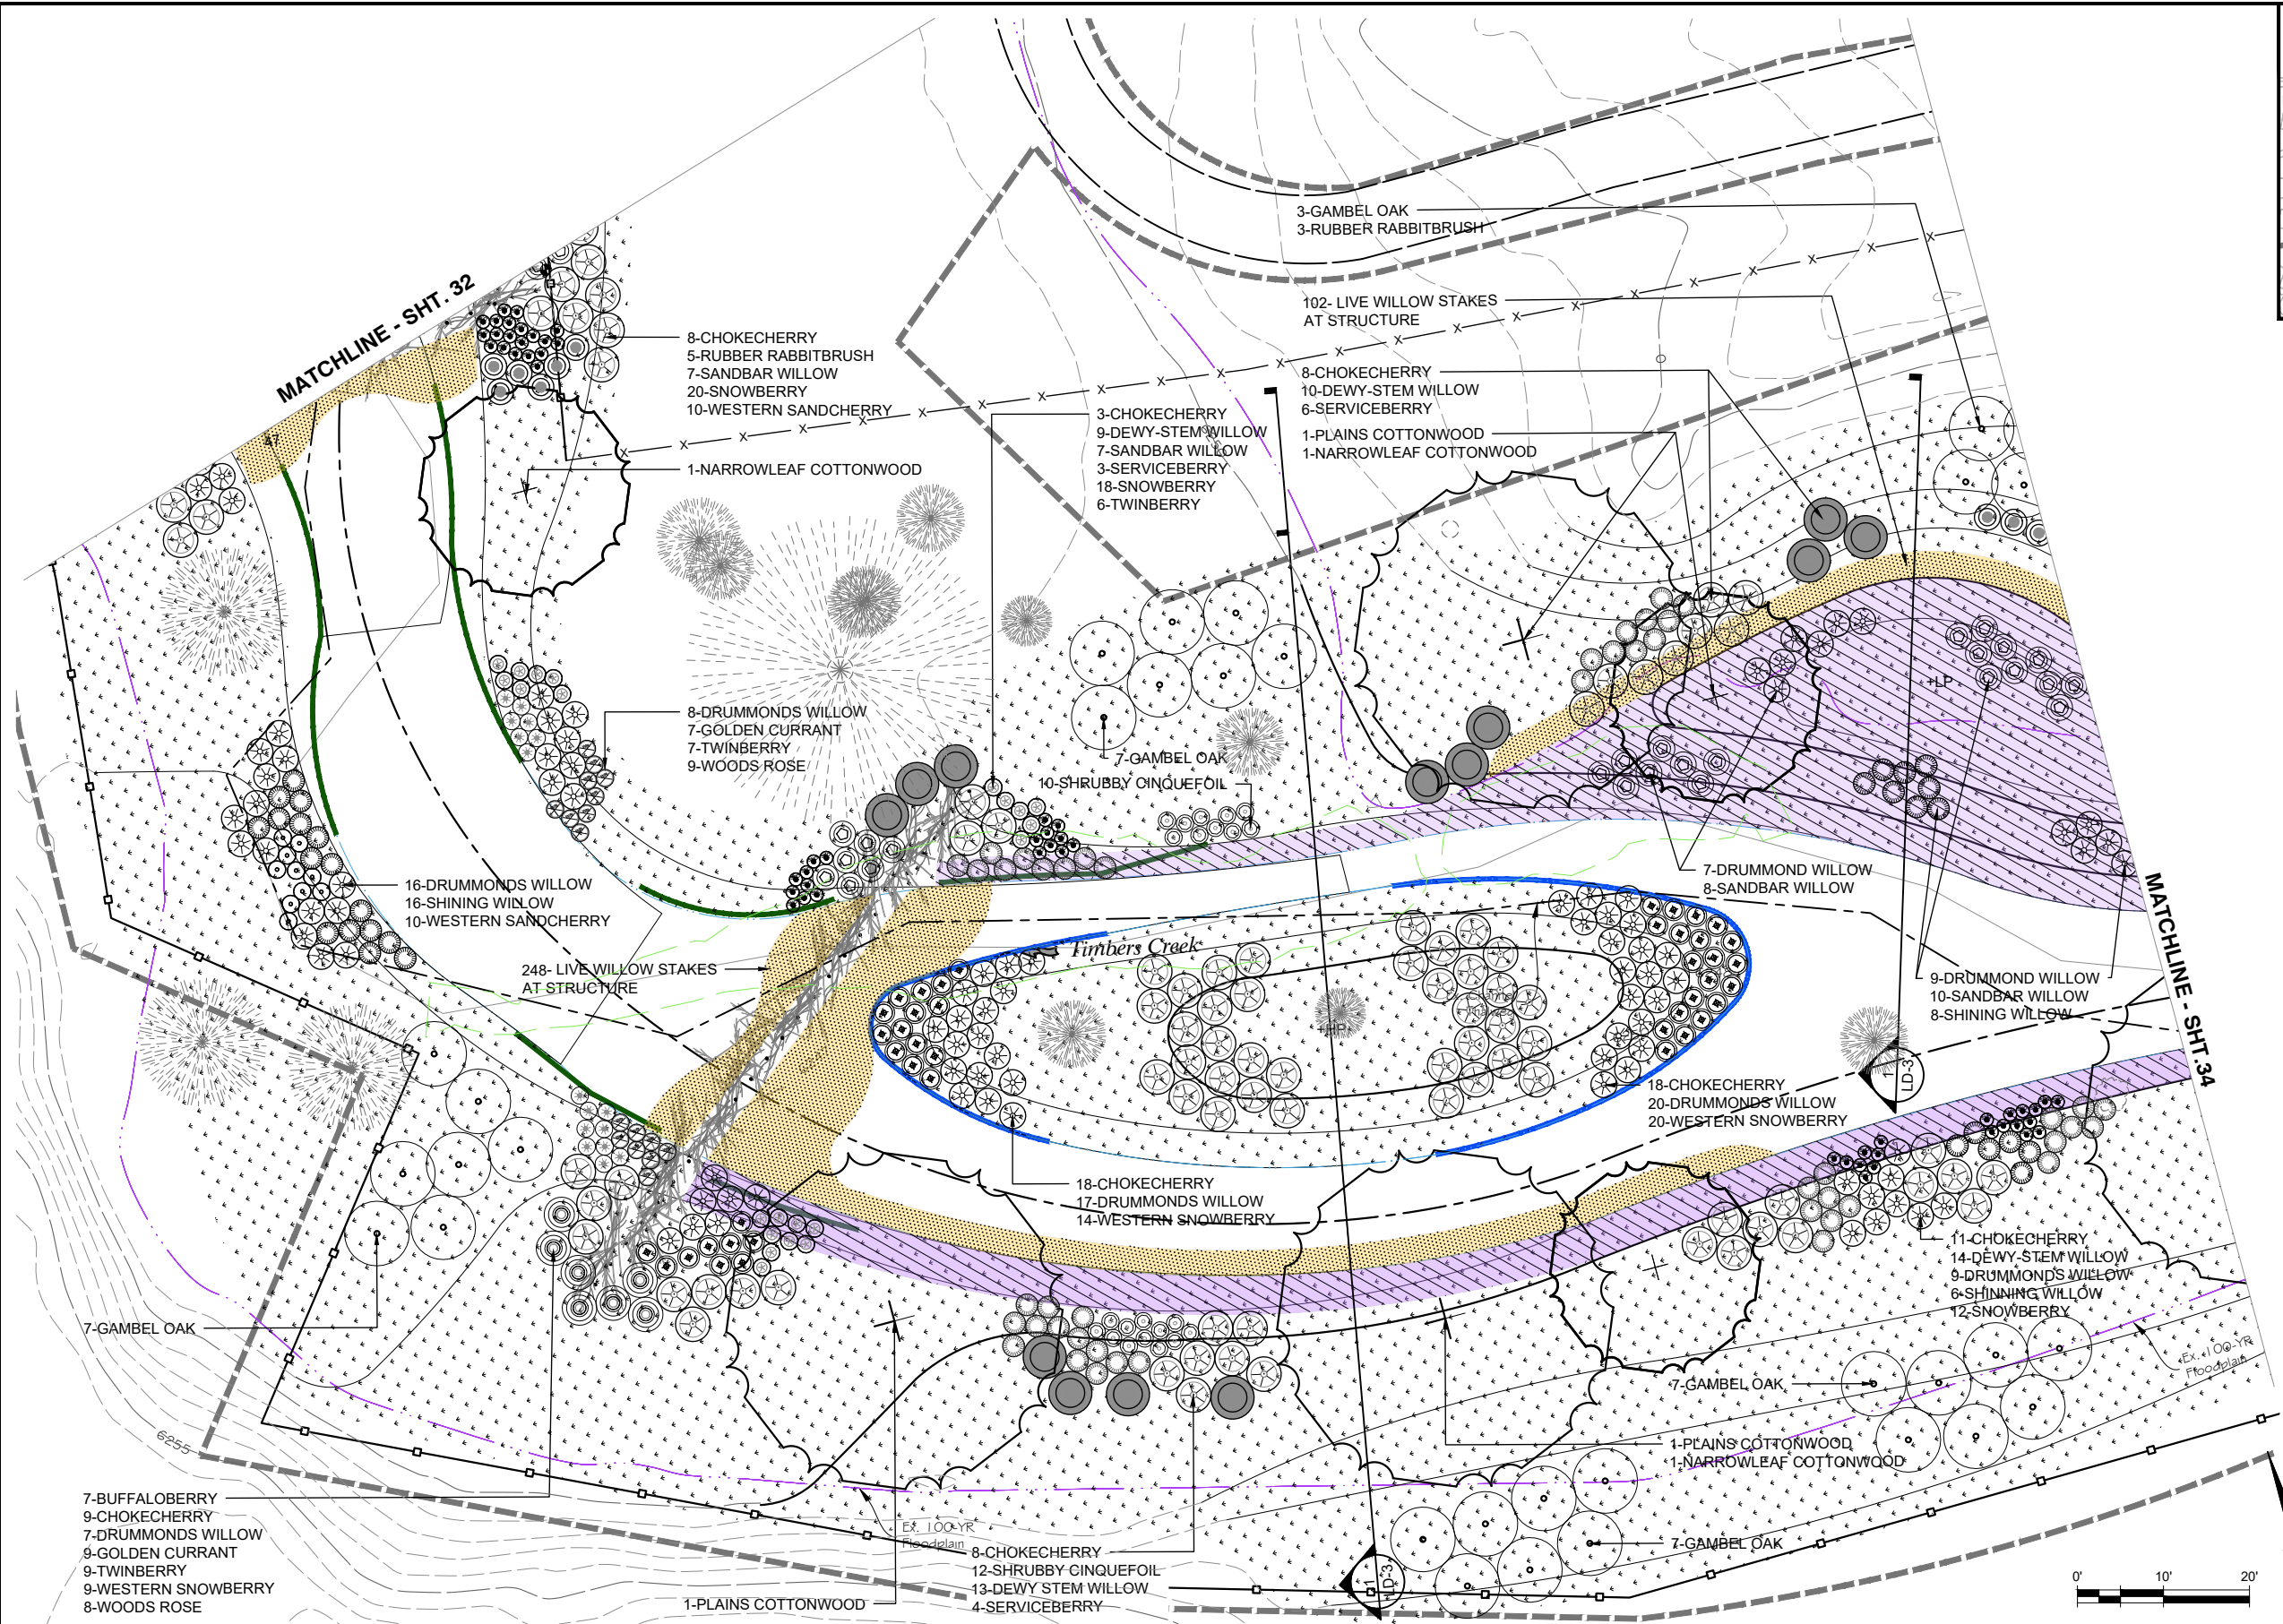 3-GAMBEL OAK
3-RUBBER RABBITBRUSH
MATCHLINE - SHT. 32
102- LIVE WILLOW STAKES
AT STRUCTURE
8-CHOKECHERRY
5-RUBBER RABBITBRUSH
7-SANDBAR WILLOW
20-SNOWBERRY
10-WESTERN SANDCHERRY
8-CHOKECHERRY
10-DEWY-STEM WILLOW
6-SERVICEBERRY
3-CHOKECHERRY
9-DEWY-STEM WILLOW
7-SANDBAR WILLOW
3-SERVICEBERRY
18-SNOWBERRY
6-TWINBERRY
1-PLAINS COTTONWOOD
1-NARROWLEAF COTTONWOOD
1-NARROWLEAF COTTONWOOD
+LP
8-DRUMMONDS WILLOW
7-GOLDEN CURRANT
7-TWINBERRY
9-WOODS ROSE
7-GAMBEL OAK
10-SHRUBBY CINQUEFOIL
7-DRUMMOND WILLOW
8-SANDBAR WILLOW
MATCHLINE - SHT.34
16-DRUMMONDS WILLOW
16-SHINING WILLOW
10-WESTERN SANDCHERRY
Timbers Creek
248- LIVE WILLOW STAKES
AT STRUCTURE
9-DRUMMOND WILLOW
10-SANDBAR WILLOW
8-SHINING WILLOW
+HP
1
LD-3
18-CHOKECHERRY
20-DRUMMONDS WILLOW
20-WESTERN SNOWBERRY
18-CHOKECHERRY
17-DRUMMONDS WILLOW
14-WESTERN SNOWBERRY
11-CHOKECHERRY
14-DEWY-STEM WILLOW
9-DRUMMONDS WILLOW
6-SHINNING WILLOW
12-SNOWBERRY
7-GAMBEL OAK
Ex. 100-YR
Floodplain
7-GAMBEL OAK
6255
1-PLAINS COTTONWOOD
1-NARROWLEAF COTTONWOOD
7-BUFFALOBERRY
9-CHOKECHERRY
7-DRUMMONDS WILLOW
9-GOLDEN CURRANT
9-TWINBERRY
9-WESTERN SNOWBERRY
8-WOODS ROSE
Ex. 100-YR
Floodplain
8-CHOKECHERRY
12-SHRUBBY CINQUEFOIL
13-DEWY STEM WILLOW
4-SERVICEBERRY
1-PLAINS COTTONWOOD
7-GAMBEL OAK
1
LD-3
0' 10' 20'